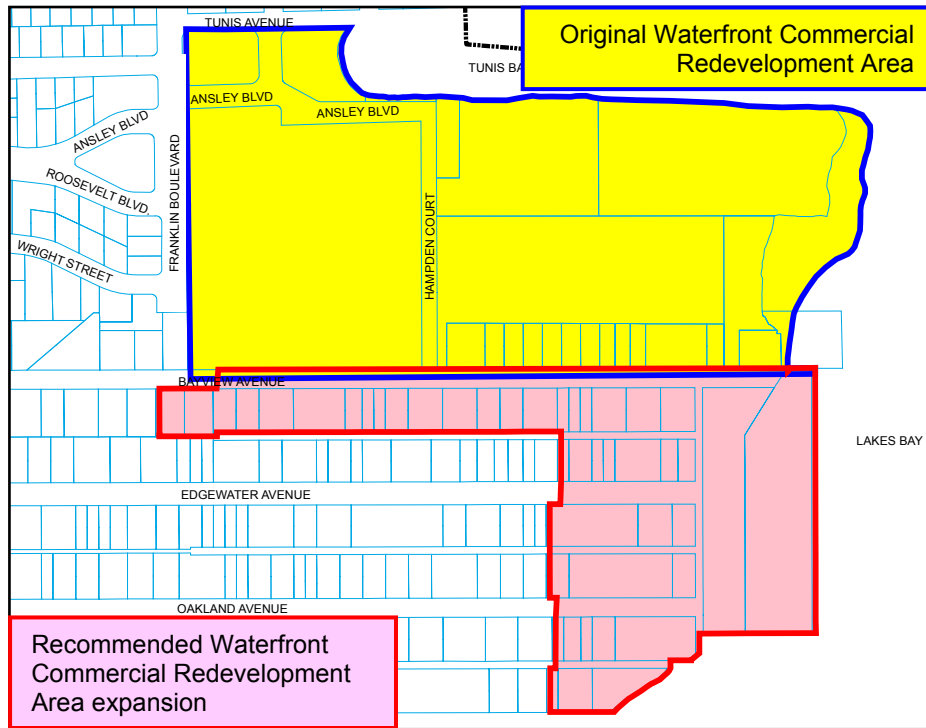 TUNIS AVENUE
Original Waterfront Commercial
Redevelopment Area
TUNIS BA
ANSLEY BLVD
ANSLEY BLVD
ANSLEY BLVD
ROOSEVELT BLVD.
FRANKLIN BOULEVARD
HAMPDEN COURT
WRIGHT STREET
BAYVIEW AVENUE
LAKES BAY
EDGEWATER AVENUE
OAKLAND AVENUE
Recommended Waterfront
Commercial Redevelopment
Area expansion